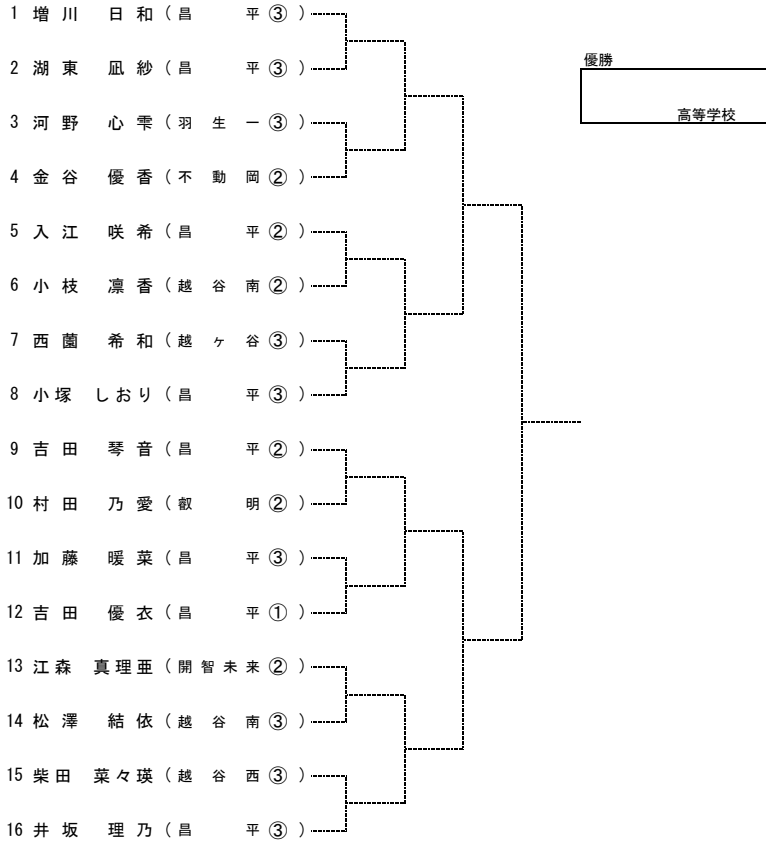 1 増川 日和(昌平③)
優勝
2 湖東 凪紗(昌平③)
高等学校
3 河野 心雫(羽生一③)
4 金谷 優香(不動岡②)
5 入江 咲希(昌平②)
6 小枝 凛香(越谷南②)
7 西薗 希和(越ヶ谷③)
8 小塚 しおり(昌平③)
9 吉田 琴音(昌平②)
10 村田 乃愛(叡明②)
11 加藤 暖菜(昌平③)
12 吉田 優衣(昌平①)
13 江森 真理亜(開智未来②)
14 松澤 結依(越谷南③)
15 柴田 菜々瑛(越谷西③)
16 井坂 理乃(昌平③)